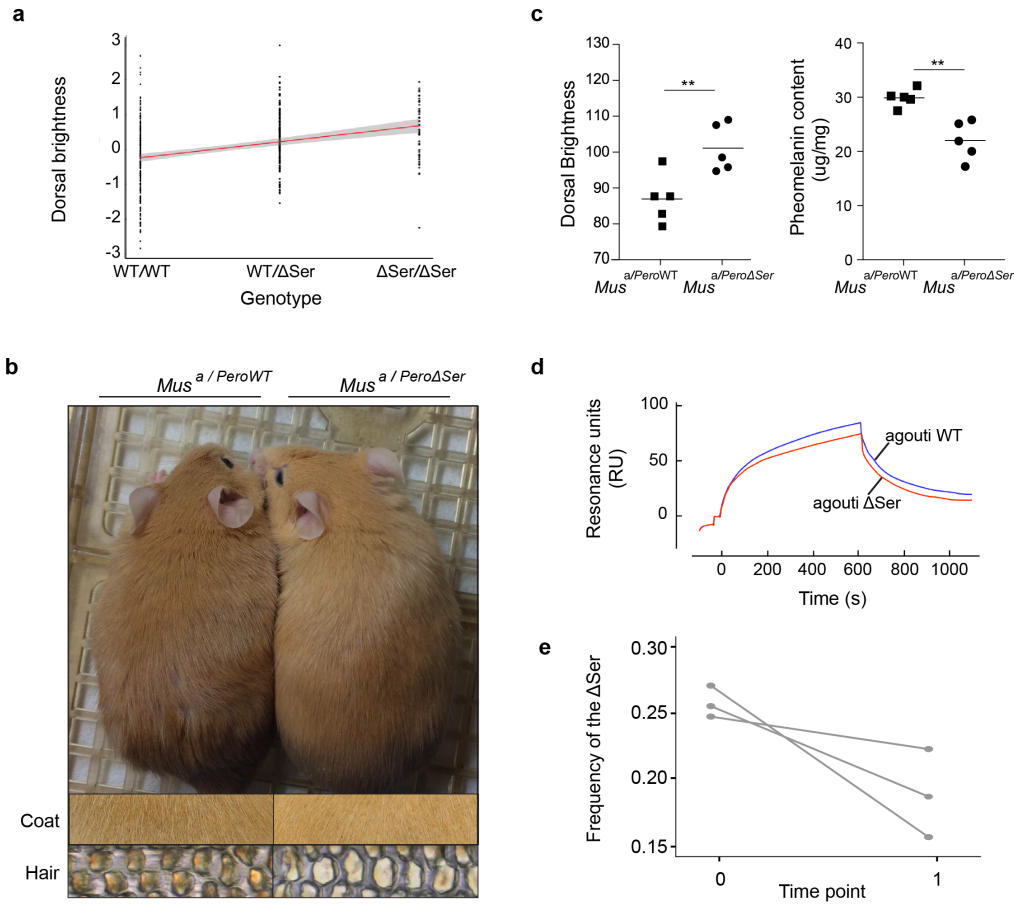 a
3
2
1
0
-1
-2
-3
Dorsal brightness
WT/WT WT/ΔSer ΔSer/ΔSer
Genotype
b
Mus a / PeroWT Mus a / PeroΔSer
Coat
Hair
c
130
120
110
100
90
80
70
Dorsal Brightness
**
Mus a/PeroWT Mus a/PeroΔSer
40
30
20
10
0
Pheomelanin content
(ug/mg)
**
Mus a/PeroWT Mus a/PeroΔSer
d
100
50
0
Resonance units
(RU)
agouti WT
agouti ΔSer
0 200 400 600 800 1000
Time (s)
e
0.30
0.25
0.20
0.15
Frequency of the ΔSer
0 1
Time point